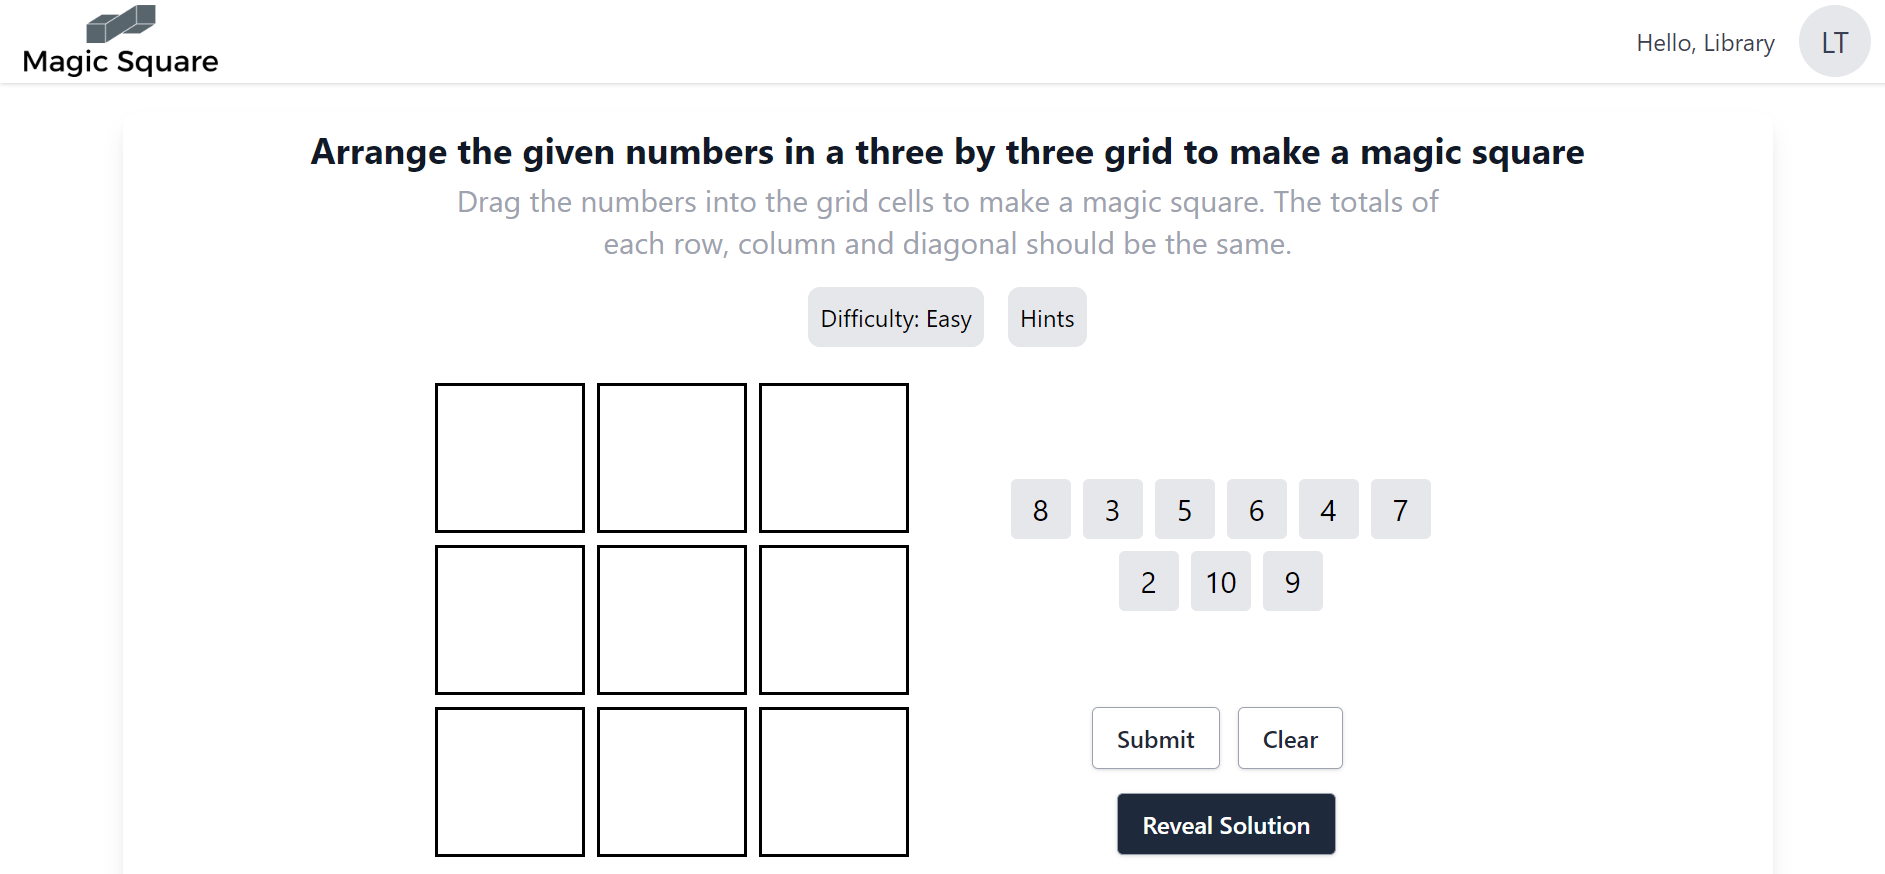 Magic Square
Hello, Library
LT
Arrange the given numbers in a three by three grid to make a magic square
Drag the numbers into the grid cells to make a magic square. The totals of
each row, column and diagonal should be the same.
Difficulty: Easy
Hints
8 3 5 6 4 7
2 10 9
Submit
Clear
Reveal Solution